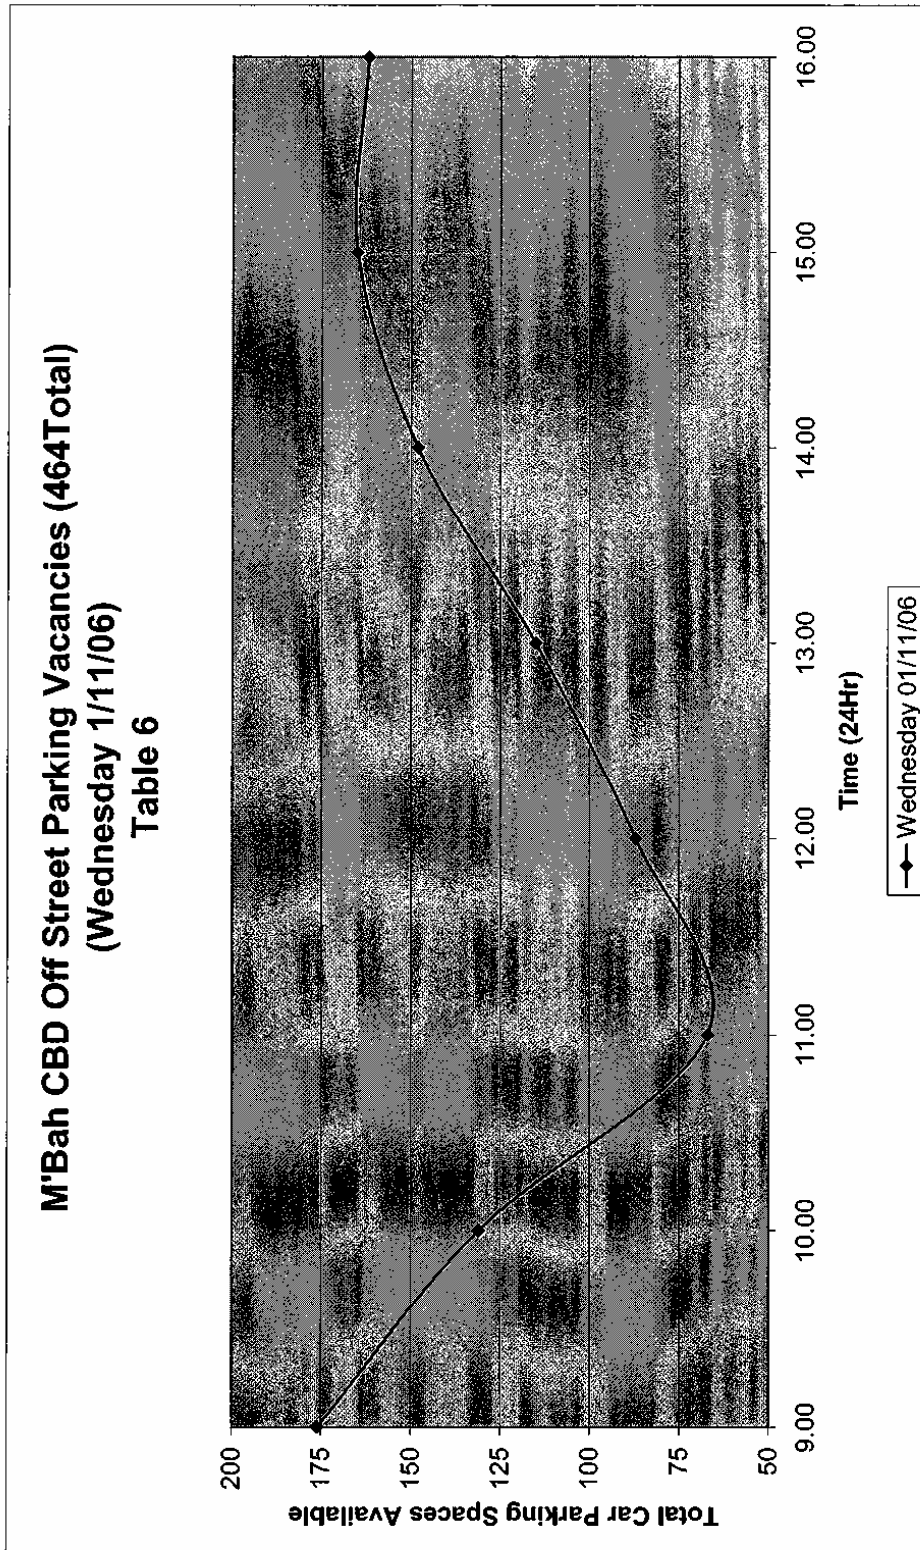 M'Bah CBD Off Street Parking Vacancies (464Total)
(Wednesday 1/11/06)
Table 6
Total Car Parking Spaces Available
200
175
150
125
100
75
50
9.00
10.00
11.00
12.00
13.00
14.00
15.00
16.00
Time (24Hr)
Wednesday 01/11/06